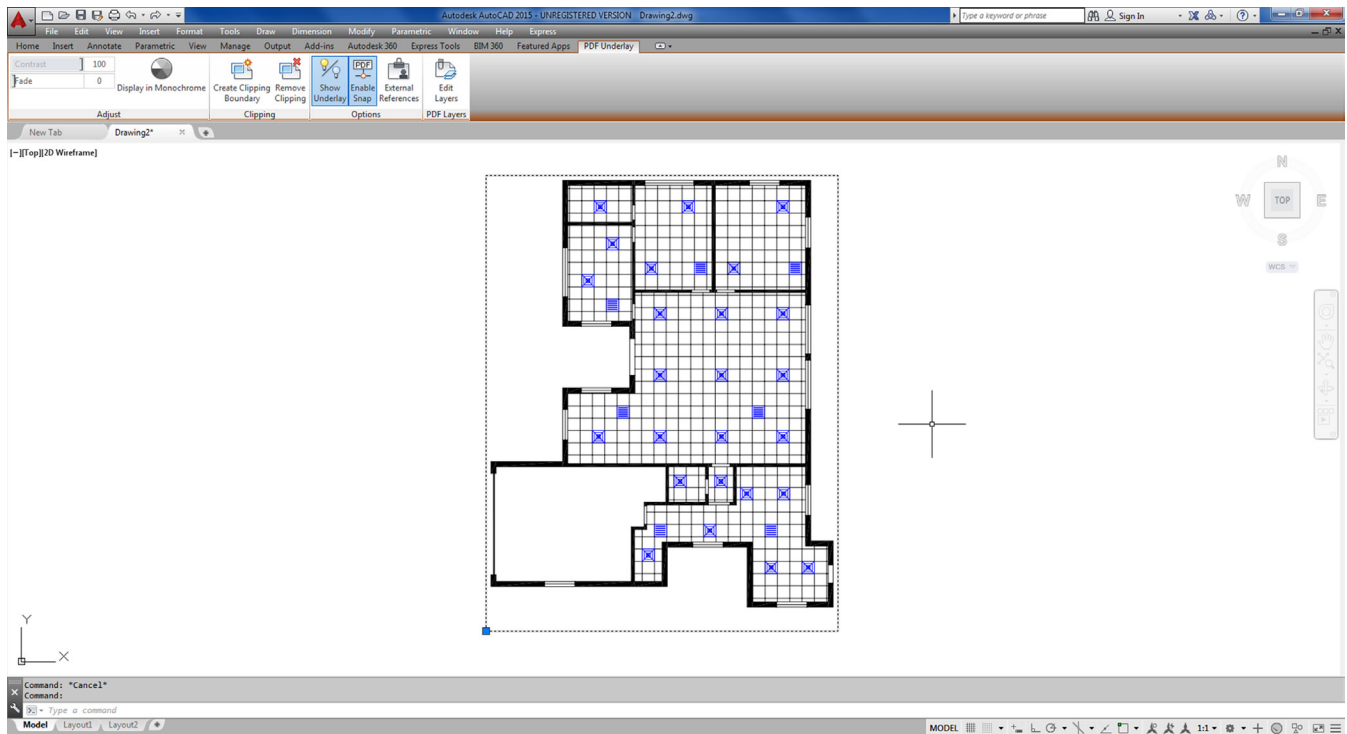 Autodesk AutoCAD 2015 - UNREGISTERED VERSION Drawing2.dwg
Type a keyword or phrase
Sign In
File Edit View Insert Format Tools Draw Dimension Modify Parametric Window Help Express
Home Insert Annotate Parametric View Manage Output Add-ins Autodesk 360 Express Tools BIM 360 Featured Apps PDF Underlay
Contrast 100
Fade 0
Display in Monochrome
Create Clipping Boundary
Remove Clipping
Show Underlay
PDF
Enable Snap
External References
Edit Layers
Adjust Clipping Options PDF Layers
New Tab Drawing2*
[−][Top][2D Wireframe]
N
W TOP E
S
WCS
Y
X
Command: *Cancel*
Command:
Type a command
Model Layout1 Layout2
MODEL 1:1